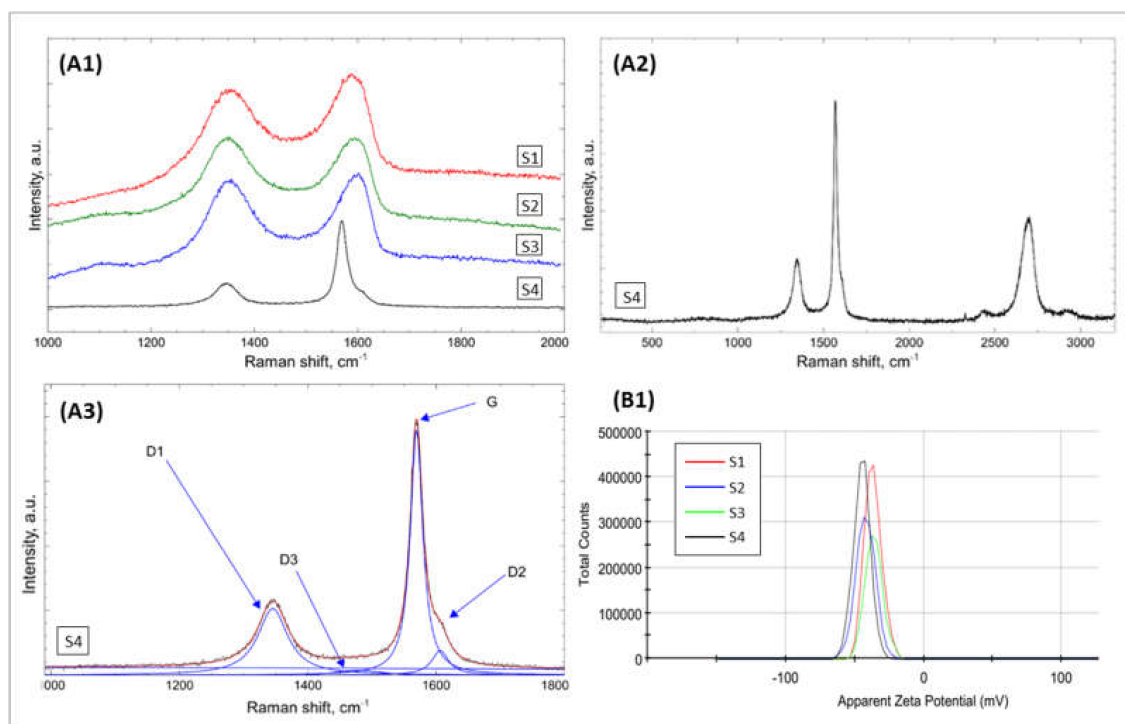 (A1)
Intensity, a.u.
S1
S2
S3
S4
1000 1200 1400 1600 1800 2000
Raman shift, cm-1
(A2)
Intensity, a.u.
S4
500 1000 1500 2000 2500 3000
Raman shift, cm-1
(A3)
Intensity, a.u.
G
D1
D3
D2
S4
000 1200 1400 1600 1800
Raman shift, cm-1
(B1)
Total Counts
500000
400000
300000
200000
100000
0
S1
S2
S3
S4
-100 0 100
Apparent Zeta Potential (mV)